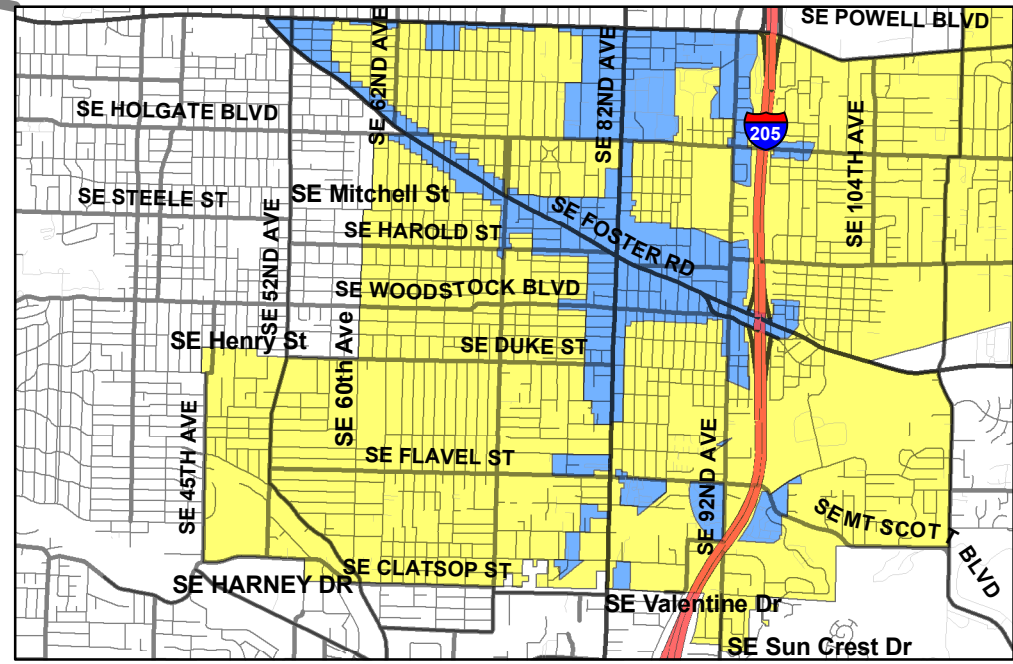 SE POWELL BLVD
SE 62ND AVE
SE 82ND AVE
SE HOLGATE BLVD
205
SE 104TH AVE
SE STEELE ST
SE Mitchell St
SE 52ND AVE
SE HAROLD ST
SE FOSTER RD
SE WOODSTOCK BLVD
SE Henry St
SE DUKE ST
SE 60th Ave
SE 45TH AVE
SE FLAVEL ST
SE 92ND AVE
SE MT SCOTT BLVD
SE CLATSOP ST
SE HARNEY DR
SE Valentine Dr
SE Sun Crest Dr